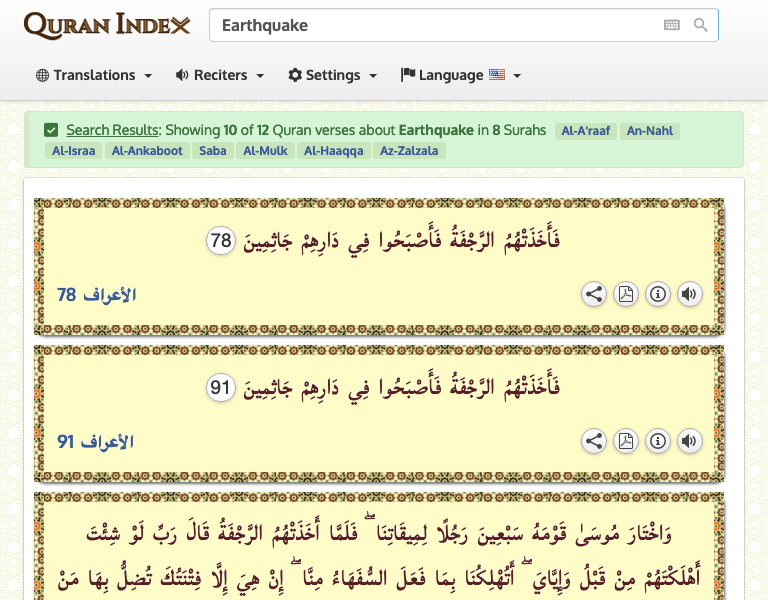 QURAN INDEX
Earthquake
Translations Reciters Settings Language
Search Results: Showing 10 of 12 Quran verses about Earthquake in 8 Surahs Al-A'raaf An-Nahl
Al-Israa Al-Ankaboot Saba Al-Mulk Al-Haaqqa Az-Zalzala
فَأَخَذَتْهُمُ الرَّجْفَةُ فَأَصْبَحُوا فِي دَارِهِمْ جَاثِمِينَ 78
الأعراف 78
فَأَخَذَتْهُمُ الرَّجْفَةُ فَأَصْبَحُوا فِي دَارِهِمْ جَاثِمِينَ 91
الأعراف 91
وَاخْتَارَ مُوسَىٰ قَوْمَهُ سَبْعِينَ رَجُلًا لِمِيقَاتِنَا ۖ فَلَمَّا أَخَذَتْهُمُ الرَّجْفَةُ قَالَ رَبِّ لَوْ شِئْتَ
أَهْلَكْتَهُمْ مِنْ قَبْلُ وَإِيَّايَ ۖ أَتُهْلِكُنَا بِمَا فَعَلَ السُّفَهَاءُ مِنَّا ۖ إِنْ هِيَ إِلَّا فِتْنَتُكَ تُضِلُّ بِهَا مَنْ